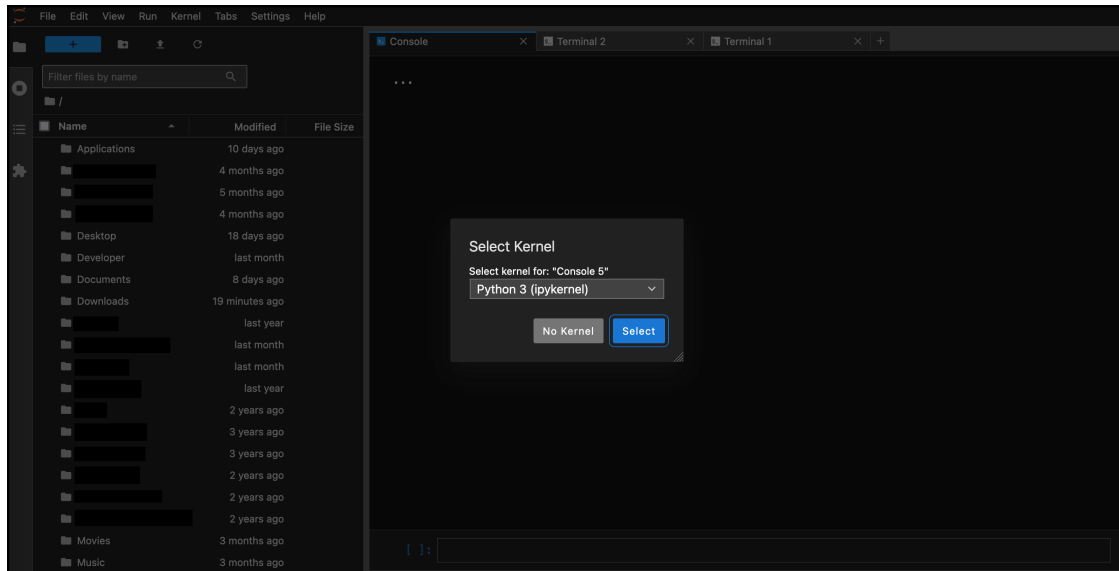 File Edit View Run Kernel Tabs Settings Help
+
Filter files by name
/
Name Modified File Size
Applications 10 days ago
4 months ago
5 months ago
4 months ago
Desktop 18 days ago
Developer last month
Documents 8 days ago
Downloads 19 minutes ago
last year
last month
last month
last year
2 years ago
3 years ago
3 years ago
2 years ago
2 years ago
2 years ago
Movies 3 months ago
Music 3 months ago
Console Terminal 2 Terminal 1 +
...
Select Kernel
Select kernel for: "Console 5"
Python 3 (ipykernel)
No Kernel Select
[ ]: